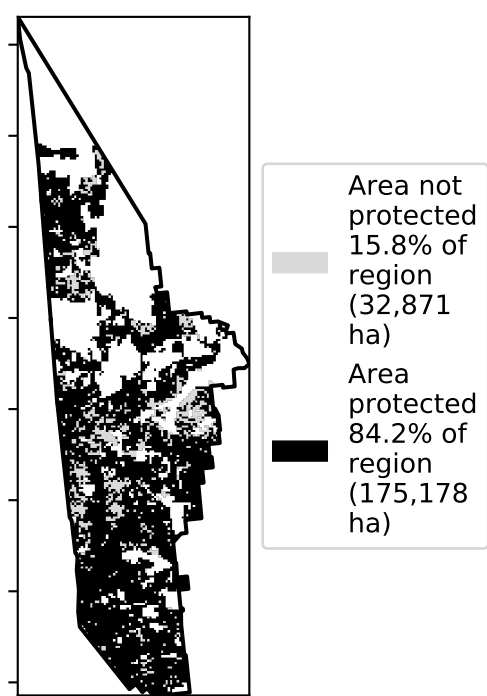 Area not
protected
15.8% of
region
(32,871
ha)
Area
protected
84.2% of
region
(175,178
ha)